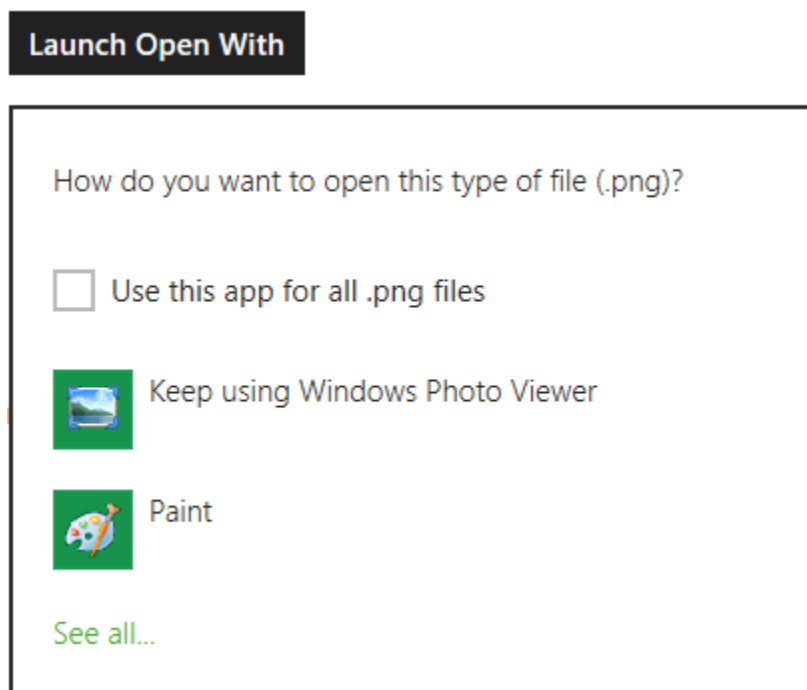 Launch Open With
How do you want to open this type of file (.png)?
Use this app for all .png files
Keep using Windows Photo Viewer
Paint
See all...